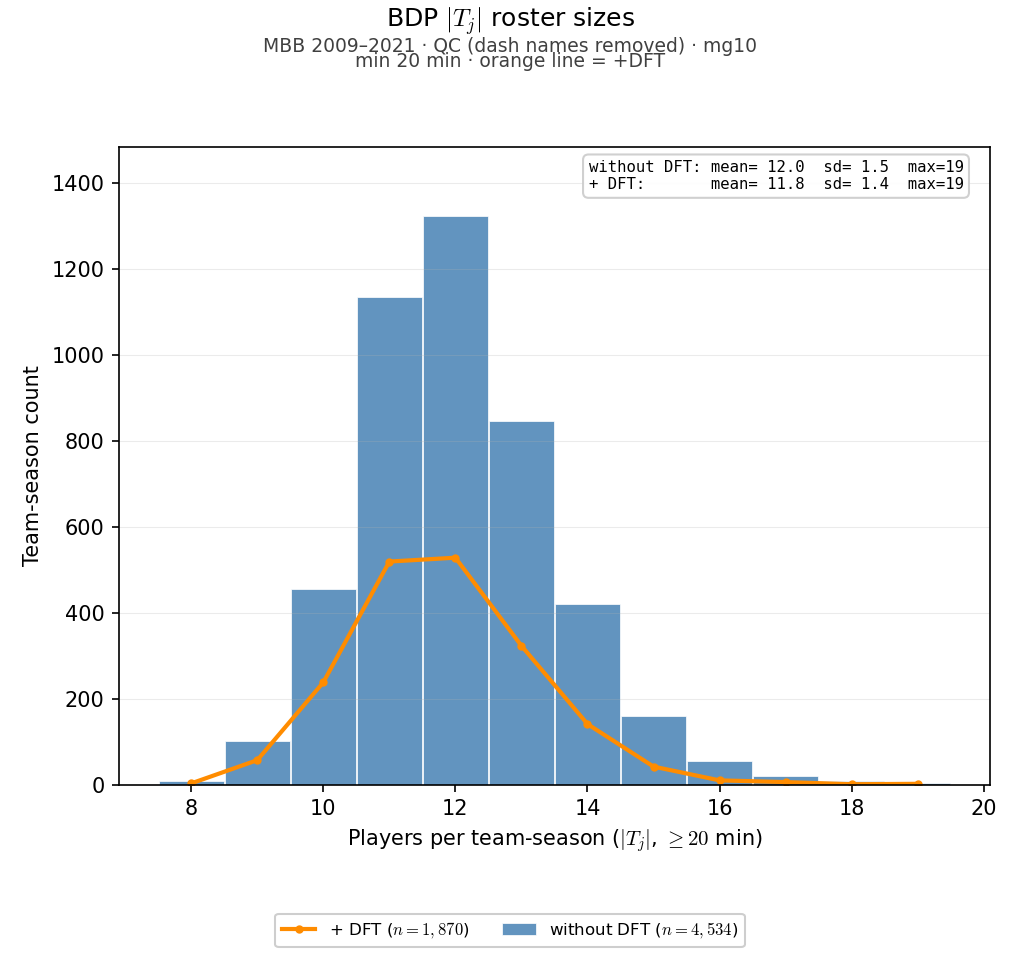 BDP |T_j| roster sizes
MBB 2009–2021 · QC (dash names removed) · mg10
min 20 min · orange line = +DFT
without DFT: mean= 12.0  sd= 1.5  max=19
+ DFT:       mean= 11.8  sd= 1.4  max=19
Team-season count
1400
1200
1000
800
600
400
200
0
8 10 12 14 16 18 20
Players per team-season (|T_j|, ≥20 min)
+ DFT (n=1,870) without DFT (n=4,534)